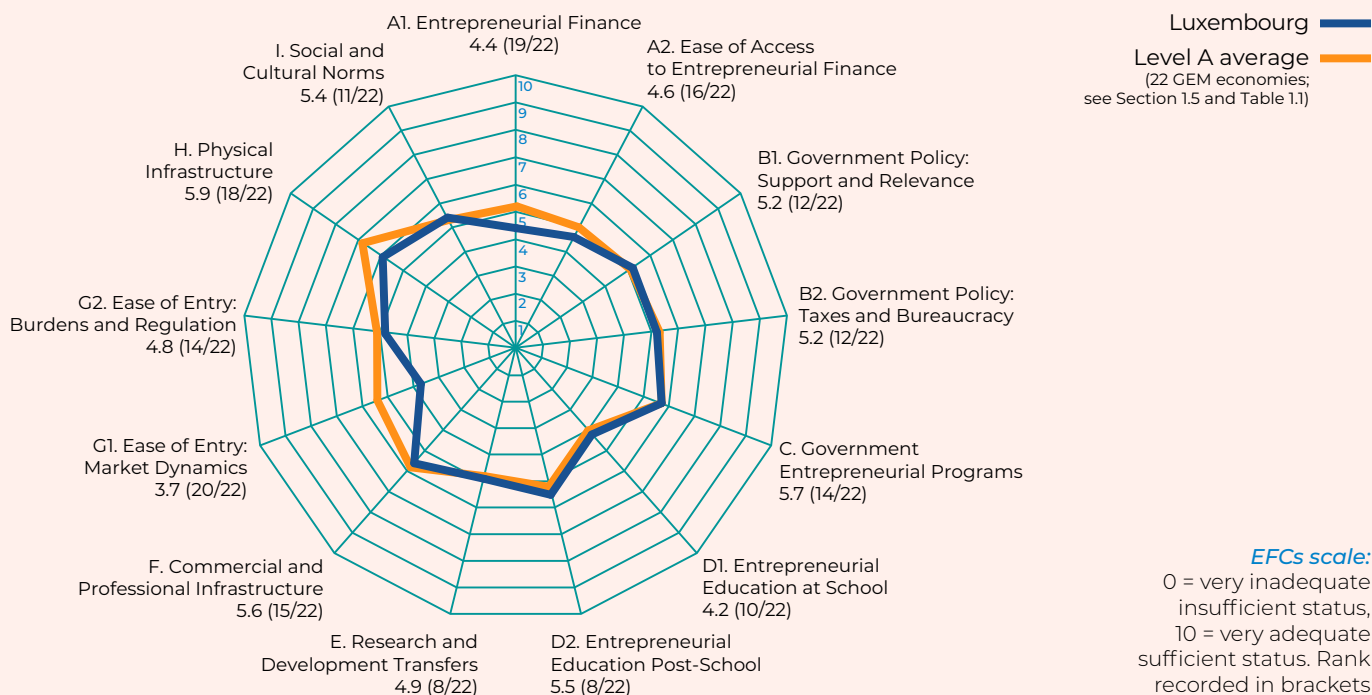 A1. Entrepreneurial Finance
4.4 (19/22)
A2. Ease of Access
to Entrepreneurial Finance
4.6 (16/22)
B1. Government Policy:
Support and Relevance
5.2 (12/22)
B2. Government Policy:
Taxes and Bureaucracy
5.2 (12/22)
C. Government
Entrepreneurial Programs
5.7 (14/22)
D1. Entrepreneurial
Education at School
4.2 (10/22)
D2. Entrepreneurial
Education Post-School
5.5 (8/22)
E. Research and
Development Transfers
4.9 (8/22)
F. Commercial and
Professional Infrastructure
5.6 (15/22)
G1. Ease of Entry:
Market Dynamics
3.7 (20/22)
G2. Ease of Entry:
Burdens and Regulation
4.8 (14/22)
H. Physical
Infrastructure
5.9 (18/22)
I. Social and
Cultural Norms
5.4 (11/22)
10
9
8
7
6
5
4
3
2
1
Luxembourg
Level A average
(22 GEM economies;
see Section 1.5 and Table 1.1)
EFCs scale:
0 = very inadequate
insufficient status,
10 = very adequate
sufficient status. Rank
recorded in brackets